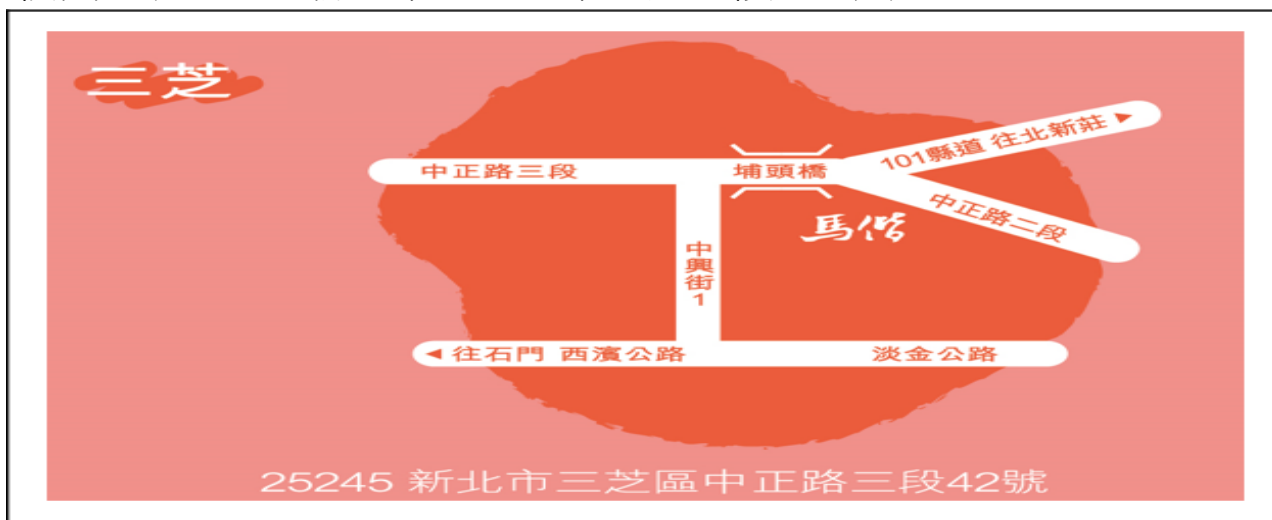 三芝
101縣道 往北新莊 ▶
中正路三段
埔頭橋
中正路二段
馬偕
中興街1
◀ 往石門 西濱公路
淡金公路
25245 新北市三芝區中正路三段42號